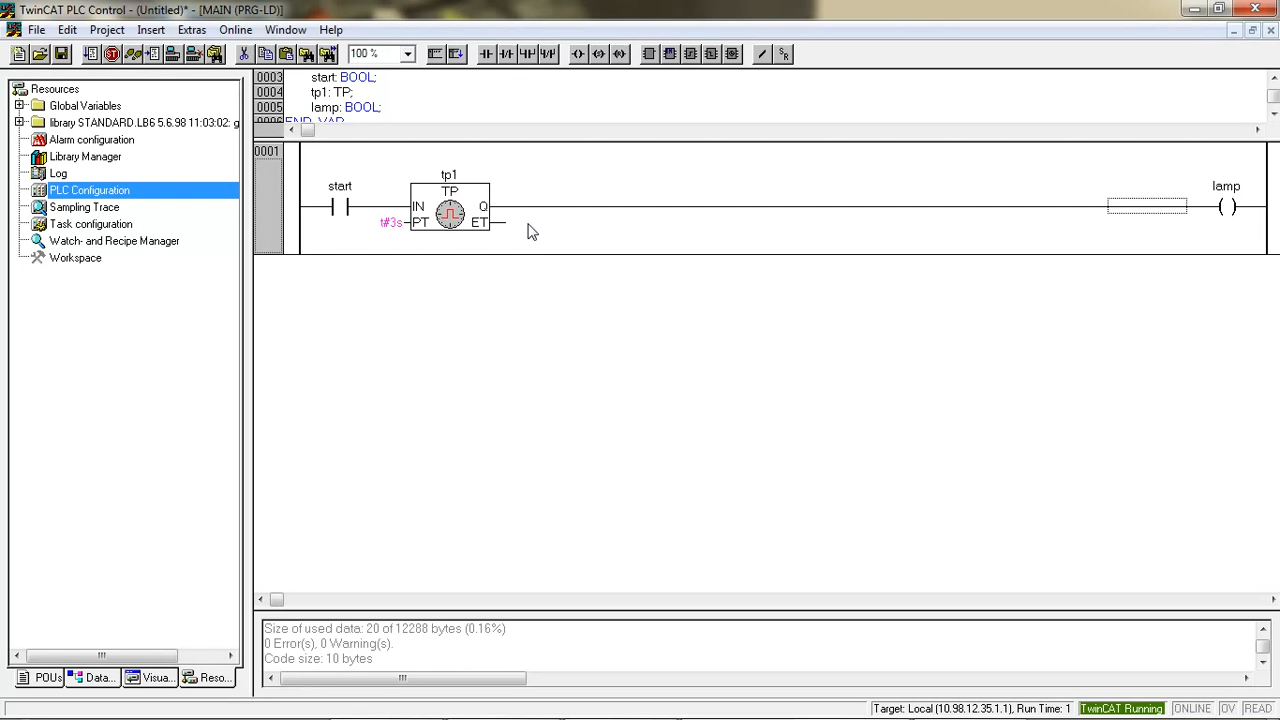 TwinCAT PLC Control - (Untitled)* - [MAIN (PRG-LD)]
File Edit Project Insert Extras Online Window Help
100 %
Resources
Global Variables
library STANDARD.LB6 5.6.98 11:03:02: g
Alarm configuration
Library Manager
Log
PLC Configuration
Sampling Trace
Task configuration
Watch- and Recipe Manager
Workspace
POUs Data... Visua... Reso...
0003 start: BOOL;
0004 tp1: TP;
0005 lamp: BOOL;
0006 END_VAR
0001
tp1
start TP lamp
IN Q
t#3s PT ET
Size of used data: 20 of 12288 bytes (0.16%)
0 Error(s), 0 Warning(s).
Code size: 10 bytes
Target: Local (10.98.12.35.1.1), Run Time: 1 TwinCAT Running ONLINE OV READ